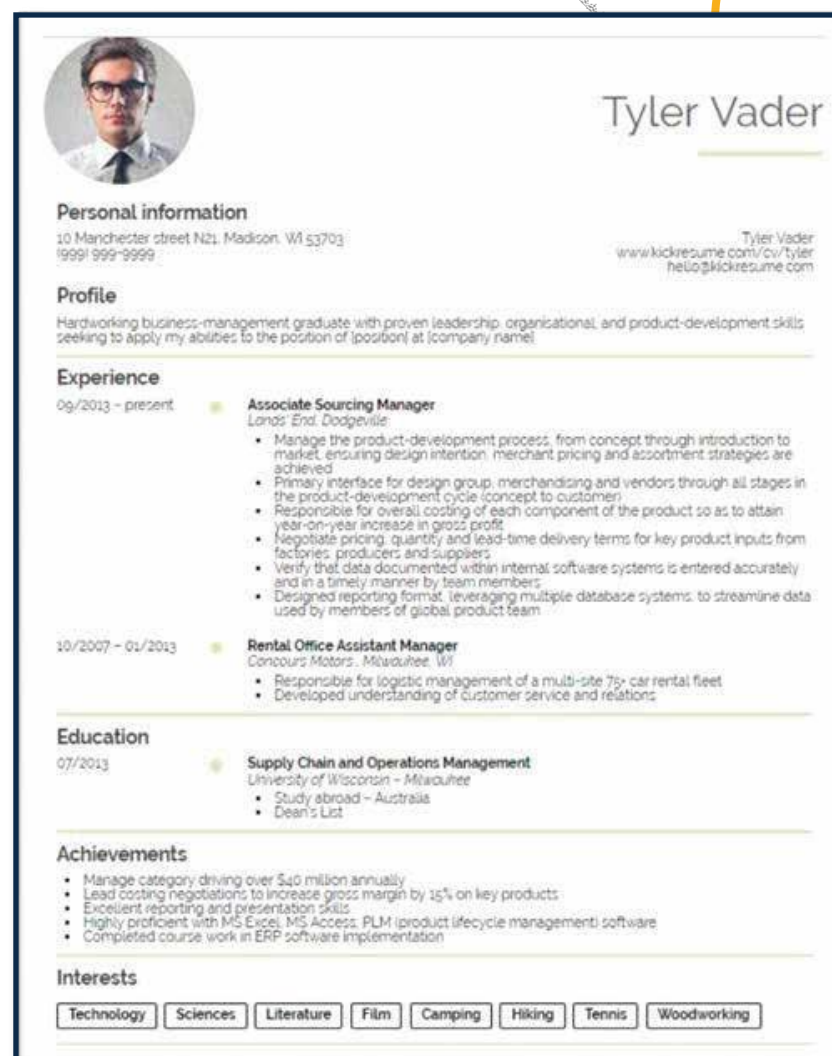 Tyler Vader
Personal information
10 Manchester street N21, Madison, WI 53703
(999) 999-9999
Tyler Vader
www.kickresume.com/cv/tyler
hello@kickresume.com
Profile
Hardworking business-management graduate with proven leadership, organisational, and product-development skills
seeking to apply my abilities to the position of [position] at [company name]
Experience
09/2013 – present
Associate Sourcing Manager
Lands' End, Dodgeville
• Manage the product-development process, from concept through introduction to
market, ensuring design intention, merchant pricing and assortment strategies are
achieved
• Primary interface for design group, merchandising and vendors through all stages in
the product-development cycle (concept to customer)
• Responsible for overall costing of each component of the product so as to attain
year-on-year increase in gross profit
• Negotiate pricing, quantity and lead-time delivery terms for key product inputs from
factories, producers and suppliers
• Verify that data documented within internal software systems is entered accurately
and in a timely manner by team members
• Designed reporting format, leveraging multiple database systems, to streamline data
used by members of global product team
10/2007 – 01/2013
Rental Office Assistant Manager
Concours Motors , Milwaukee, WI
• Responsible for logistic management of a multi-site 75+ car rental fleet
• Developed understanding of customer service and relations
Education
07/2013
Supply Chain and Operations Management
University of Wisconsin – Milwaukee
• Study abroad – Australia
• Dean's List
Achievements
• Manage category driving over $40 million annually
• Lead costing negotiations to increase gross margin by 15% on key products
• Excellent reporting and presentation skills
• Highly proficient with MS Excel, MS Access, PLM (product lifecycle management) software
• Completed course work in ERP software implementation
Interests
Technology Sciences Literature Film Camping Hiking Tennis Woodworking